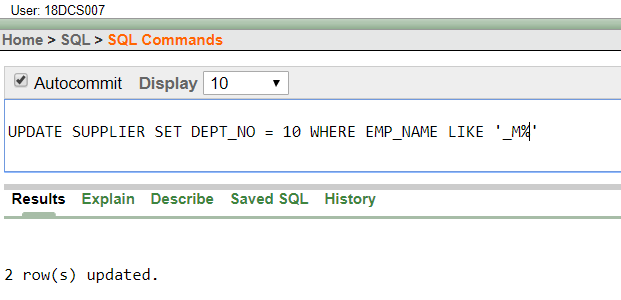 User: 18DCS007
Home > SQL > SQL Commands
Autocommit Display 10
UPDATE SUPPLIER SET DEPT_NO = 10 WHERE EMP_NAME LIKE '_M%'
Results Explain Describe Saved SQL History
2 row(s) updated.